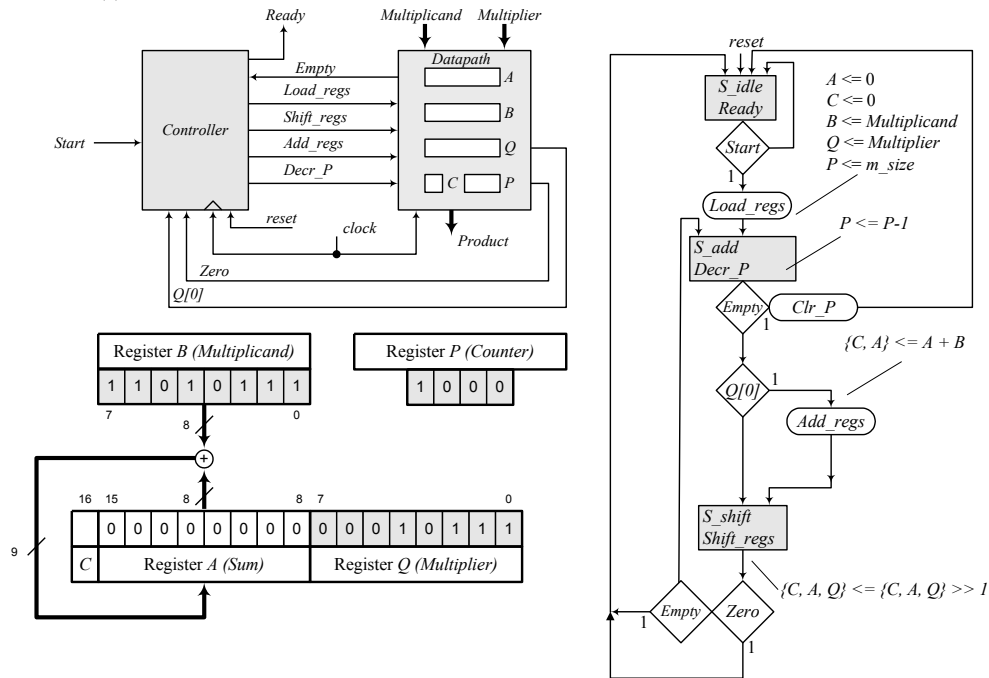 Ready
Multiplicand
Multiplier
Datapath
Empty
A
Load_regs
B
Shift_regs
Controller
Start
Add_regs
Q
Decr_P
C
P
reset
clock
Product
Zero
Q[0]
Register B (Multiplicand)
1 1 0 1 0 1 1 1
7
0
8
Register P (Counter)
1 0 0 0
+
8
16 15 8 8 7 0
0 0 0 0 0 0 0 0 0 0 0 1 0 1 1 1
C
Register A (Sum)
Register Q (Multiplier)
9
reset
S_idle
Ready
A <= 0
C <= 0
B <= Multiplicand
Q <= Multiplier
P <= m_size
Start
1
Load_regs
P <= P-1
S_add
Decr_P
Empty
1
Clr_P
{C, A} <= A + B
Q[0]
1
Add_regs
S_shift
Shift_regs
{C, A, Q} <= {C, A, Q} >> 1
Empty
1
Zero
1